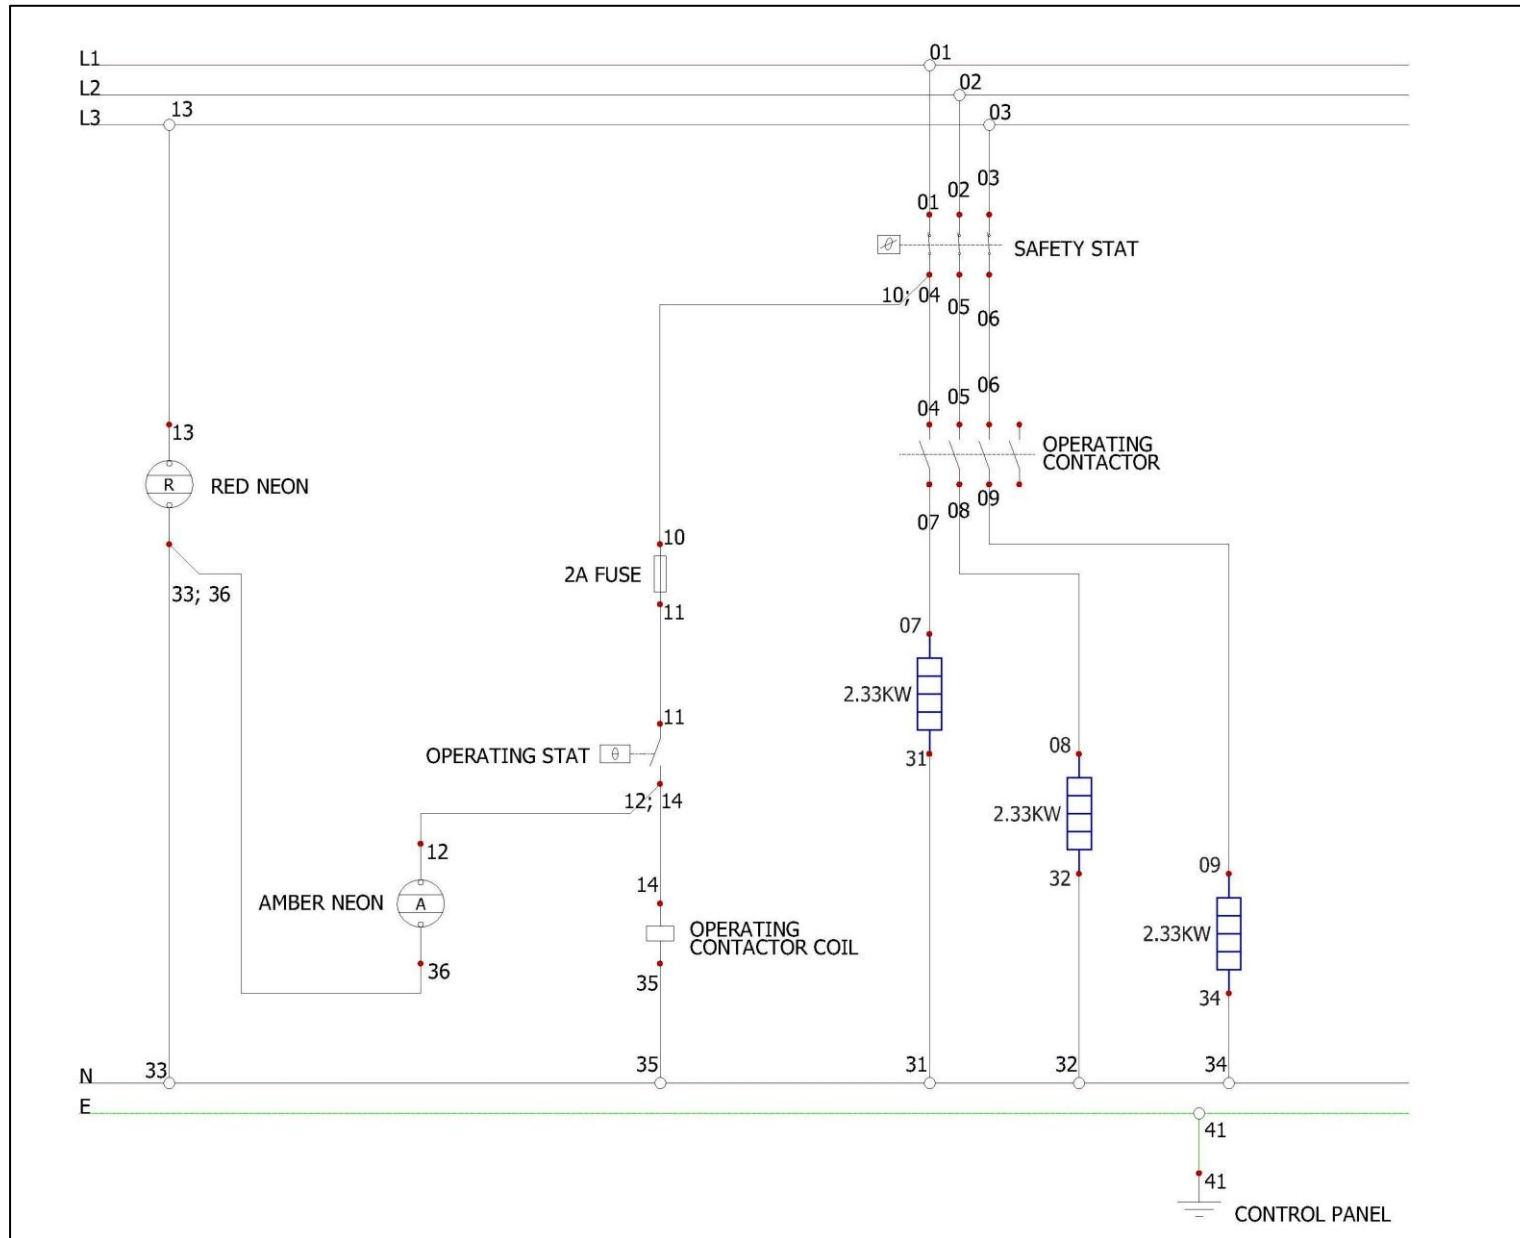 L1
01
L2
02
L3
13
03
01
02
03
SAFETY STAT
10; 04
05
06
04
05
06
OPERATING
CONTACTOR
07
08
09
13
R
RED NEON
33; 36
10
2A FUSE
11
07
2.33KW
31
11
OPERATING STAT
θ
12; 14
08
2.33KW
32
12
AMBER NEON
A
36
14
OPERATING
CONTACTOR COIL
35
09
2.33KW
34
N
33
35
31
32
34
E
41
41
CONTROL PANEL